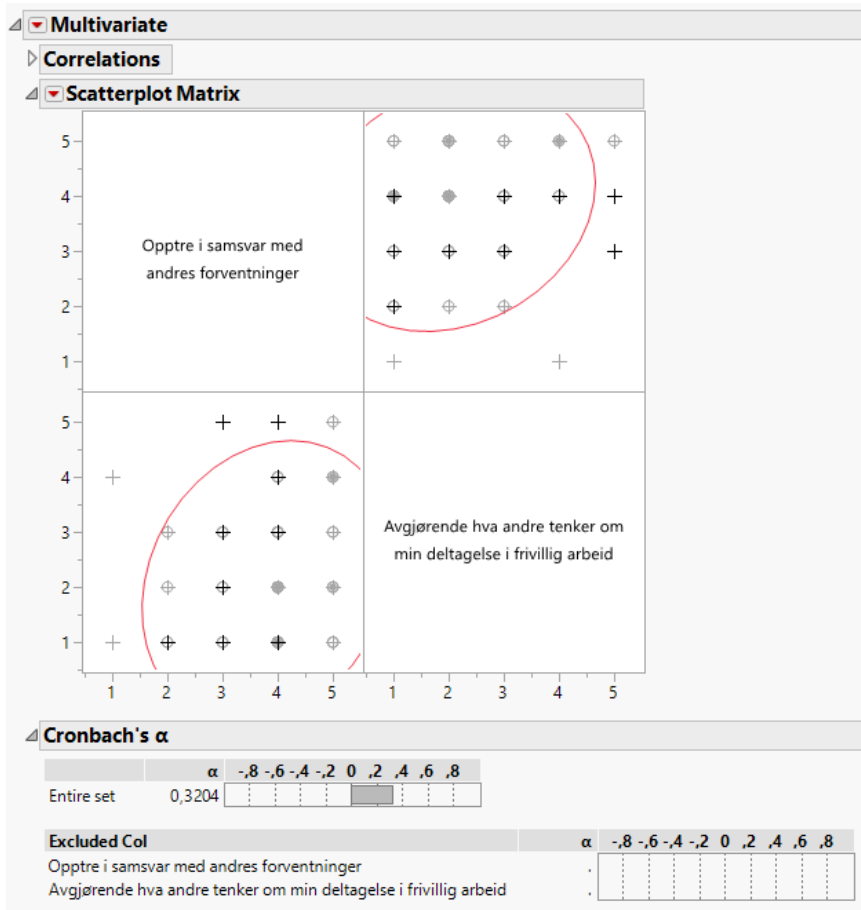 Multivariate
Correlations
Scatterplot Matrix
5
4
3
2
1
Opptre i samsvar med
andres forventninger
5
4
3
2
1
Avgjørende hva andre tenker om
min deltagelse i frivillig arbeid
1 2 3 4 5 1 2 3 4 5
Cronbach's α
α -,8 -,6 -,4 -,2 0 ,2 ,4 ,6 ,8
Entire set 0,3204
Excluded Col α -,8 -,6 -,4 -,2 0 ,2 ,4 ,6 ,8
Opptre i samsvar med andres forventninger .
Avgjørende hva andre tenker om min deltagelse i frivillig arbeid .